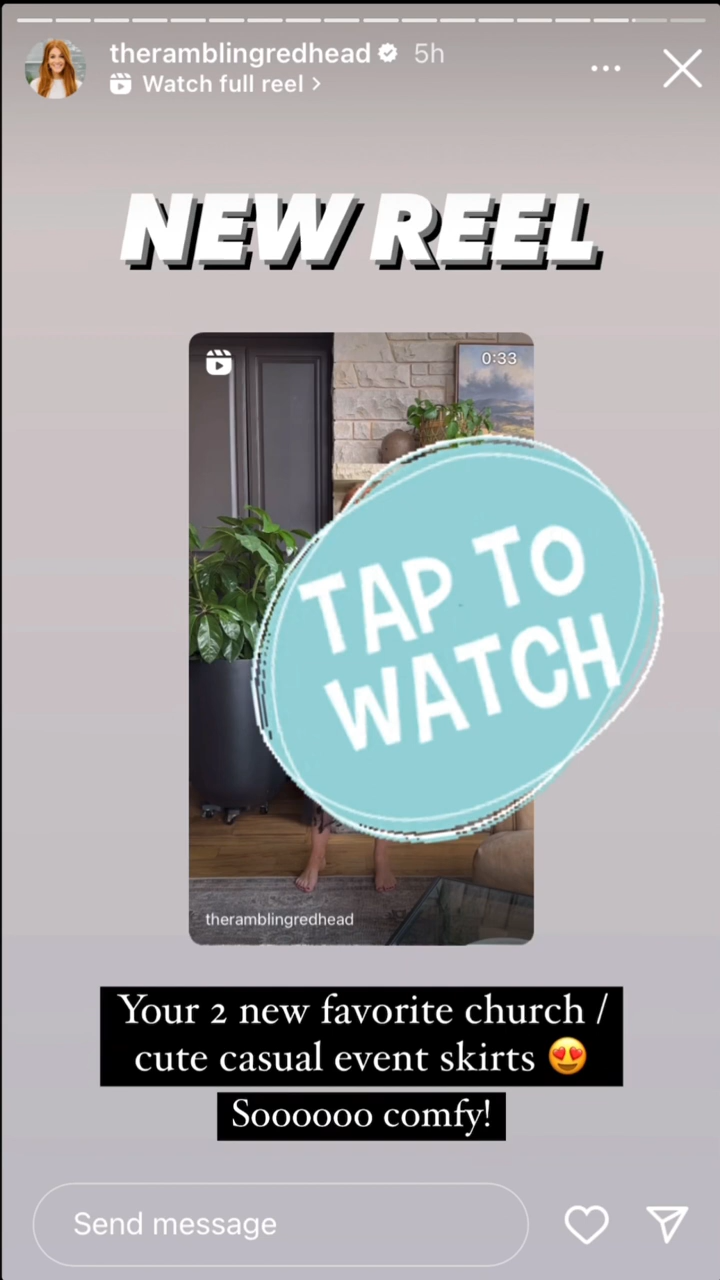 theramblingredhead 5h
Watch full reel
NEW REEL
0:33
TAP TO
WATCH
theramblingredhead
Your 2 new favorite church /
cute casual event skirts 😍
Soooooo comfy!
Send message